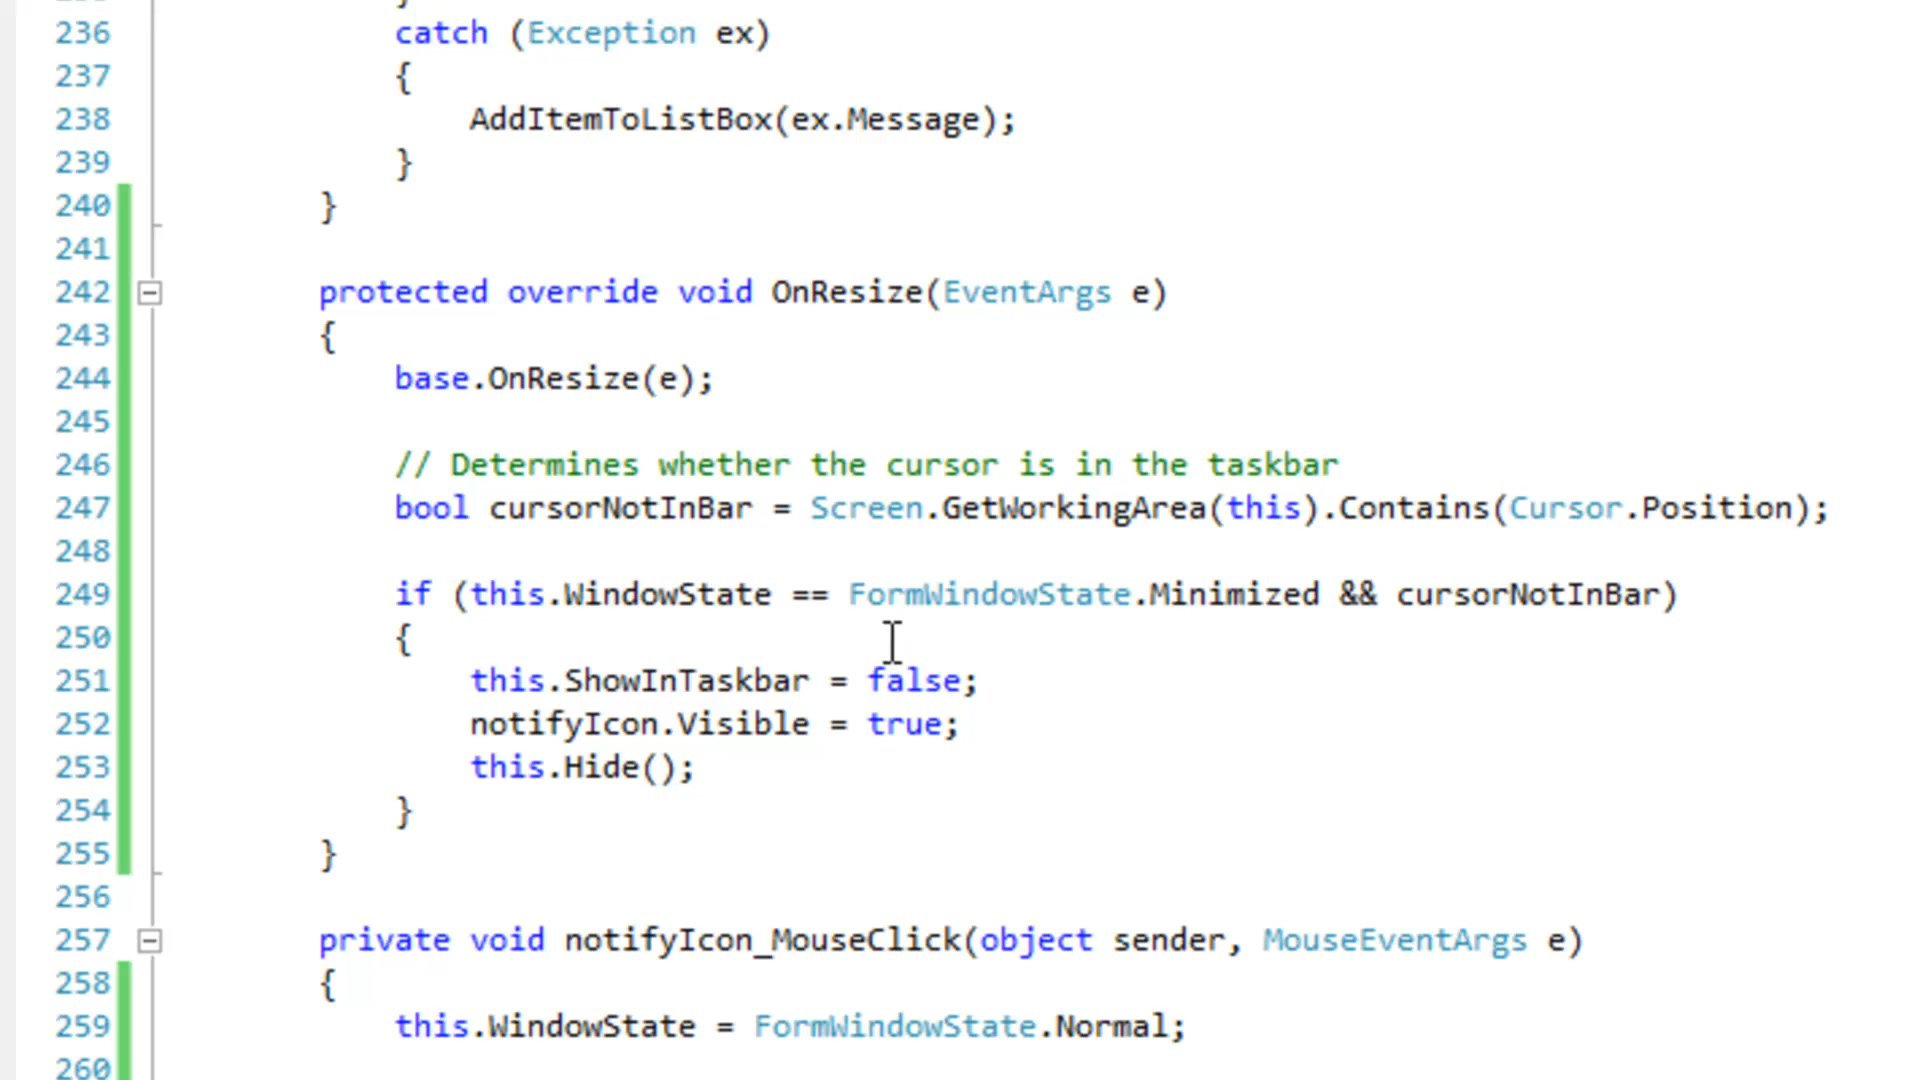 236 catch (Exception ex)
237 {
238 AddItemToListBox(ex.Message);
239 }
240 }
241
242 protected override void OnResize(EventArgs e)
243 {
244 base.OnResize(e);
245
246 // Determines whether the cursor is in the taskbar
247 bool cursorNotInBar = Screen.GetWorkingArea(this).Contains(Cursor.Position);
248
249 if (this.WindowState == FormWindowState.Minimized && cursorNotInBar)
250 {
251 this.ShowInTaskbar = false;
252 notifyIcon.Visible = true;
253 this.Hide();
254 }
255 }
256
257 private void notifyIcon_MouseClick(object sender, MouseEventArgs e)
258 {
259 this.WindowState = FormWindowState.Normal;
260